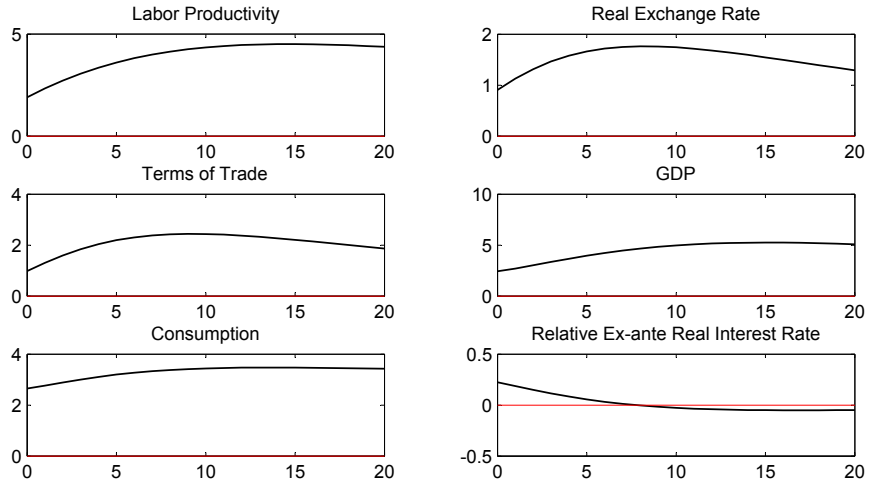 Labor Productivity
5
0
0 5 10 15 20
Real Exchange Rate
2
1
0
0 5 10 15 20
Terms of Trade
4
2
0
0 5 10 15 20
GDP
10
5
0
0 5 10 15 20
Consumption
4
2
0
0 5 10 15 20
Relative Ex-ante Real Interest Rate
0.5
0
-0.5
0 5 10 15 20